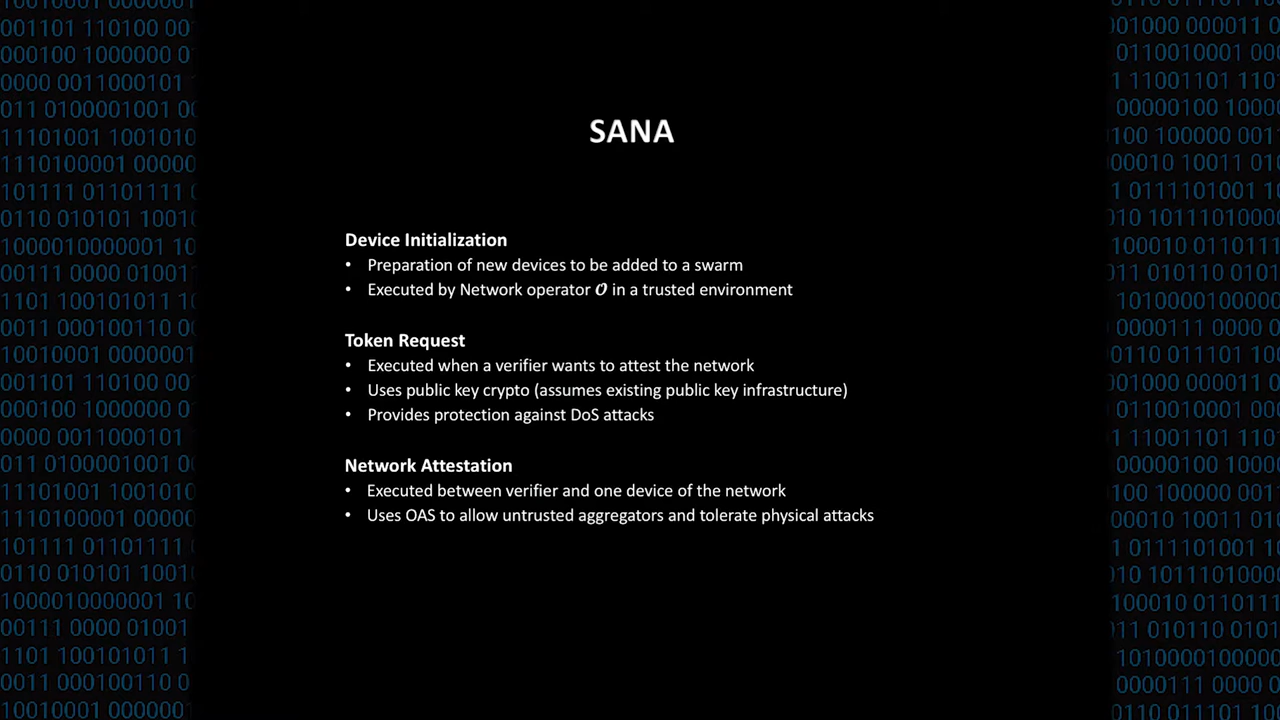 SANA
Device Initialization
• Preparation of new devices to be added to a swarm
• Executed by Network operator 𝓞 in a trusted environment
Token Request
• Executed when a verifier wants to attest the network
• Uses public key crypto (assumes existing public key infrastructure)
• Provides protection against DoS attacks
Network Attestation
• Executed between verifier and one device of the network
• Uses OAS to allow untrusted aggregators and tolerate physical attacks